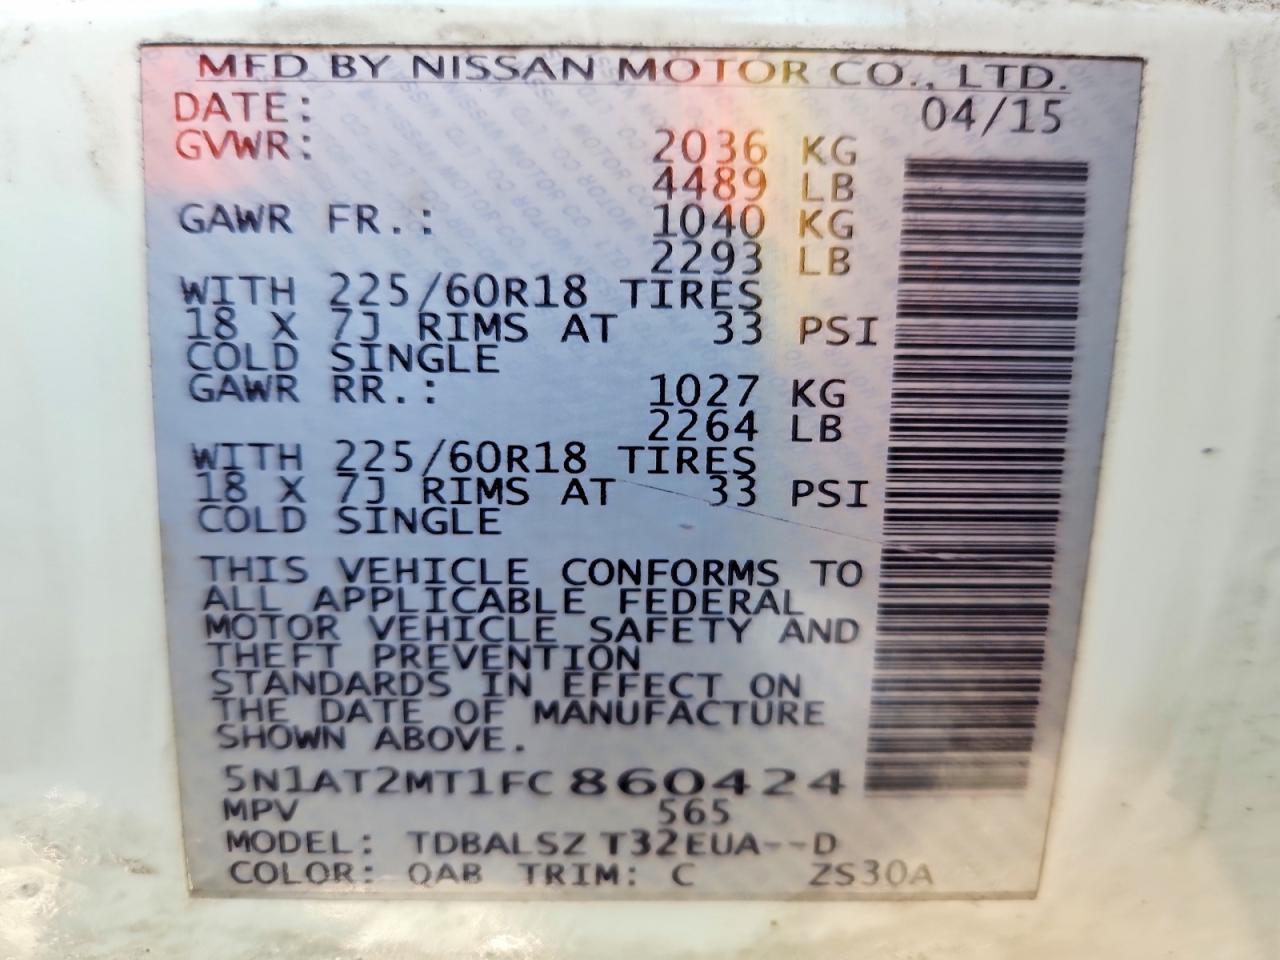 MFD BY NISSAN MOTOR CO., LTD.
DATE: 04/15
GVWR: 2036 KG
4489 LB
GAWR FR.: 1040 KG
2293 LB
WITH 225/60R18 TIRES
18 X 7J RIMS AT 33 PSI
COLD SINGLE
GAWR RR.: 1027 KG
2264 LB
WITH 225/60R18 TIRES
18 X 7J RIMS AT 33 PSI
COLD SINGLE
THIS VEHICLE CONFORMS TO
ALL APPLICABLE FEDERAL
MOTOR VEHICLE SAFETY AND
THEFT PREVENTION
STANDARDS IN EFFECT ON
THE DATE OF MANUFACTURE
SHOWN ABOVE.
5N1AT2MT1FC860424
MPV 565
MODEL: TDBALSZ T32EUA--D
COLOR: QAB TRIM: C ZS30A